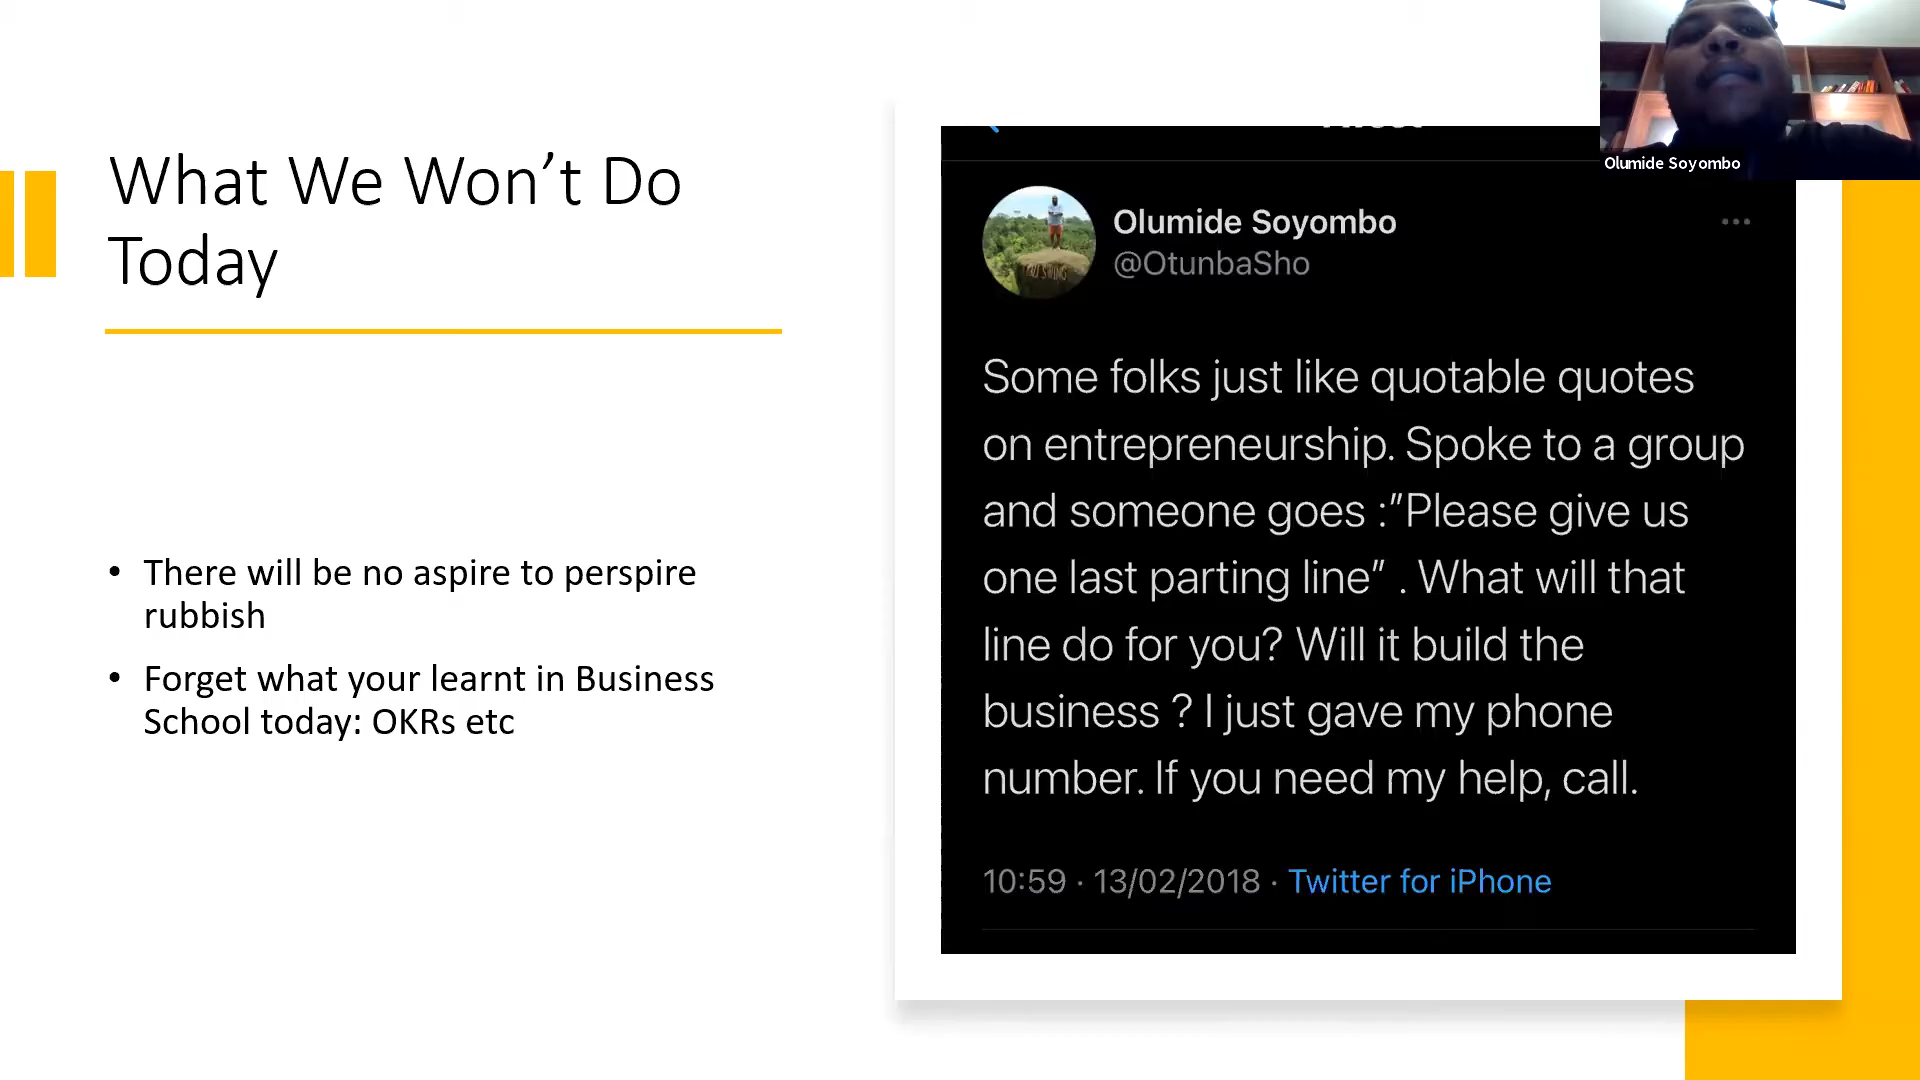 What We Won’t Do
Today
• There will be no aspire to perspire
rubbish
• Forget what your learnt in Business
School today: OKRs etc
Olumide Soyombo
Olumide Soyombo
@OtunbaSho
Some folks just like quotable quotes
on entrepreneurship. Spoke to a group
and someone goes :"Please give us
one last parting line" . What will that
line do for you? Will it build the
business ? I just gave my phone
number. If you need my help, call.
10:59 · 13/02/2018 · Twitter for iPhone